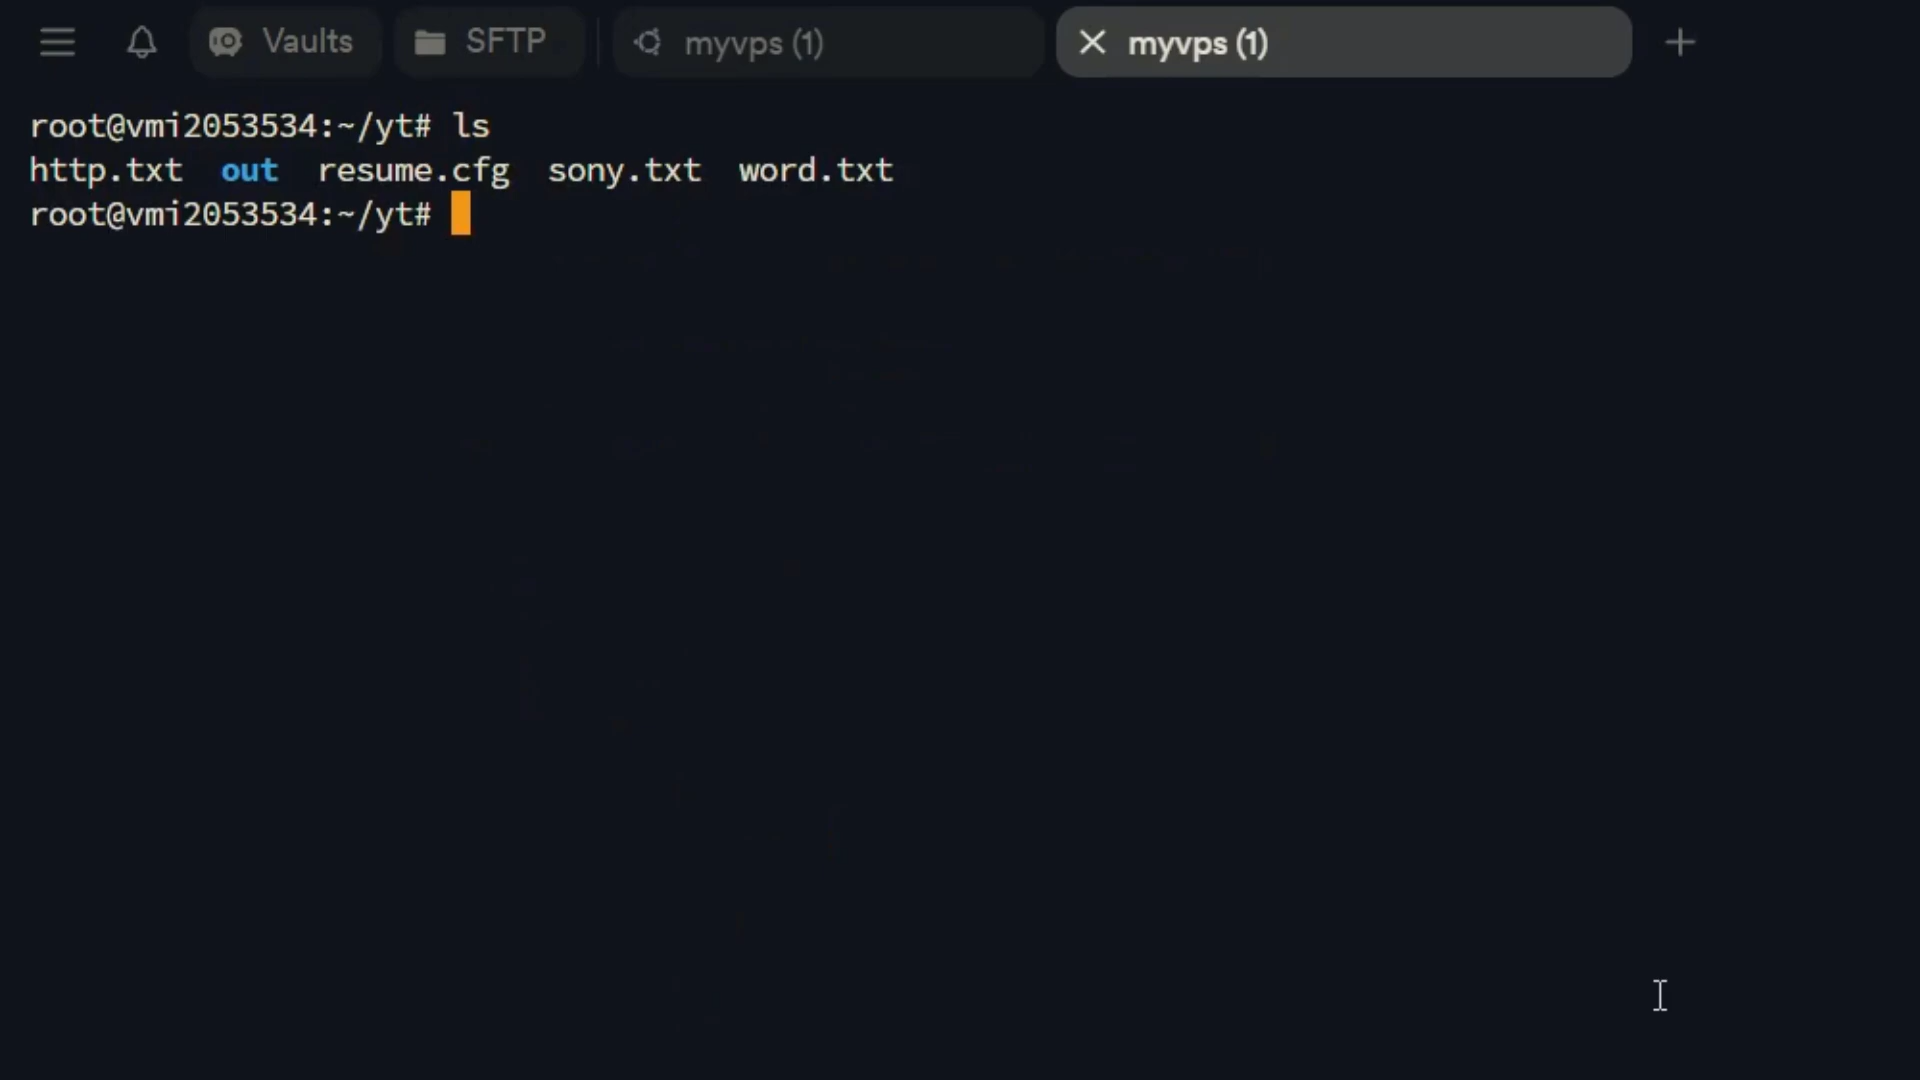 Vaults SFTP myvps (1) myvps (1)
root@vmi2053534:~/yt# ls
http.txt out resume.cfg sony.txt word.txt
root@vmi2053534:~/yt#